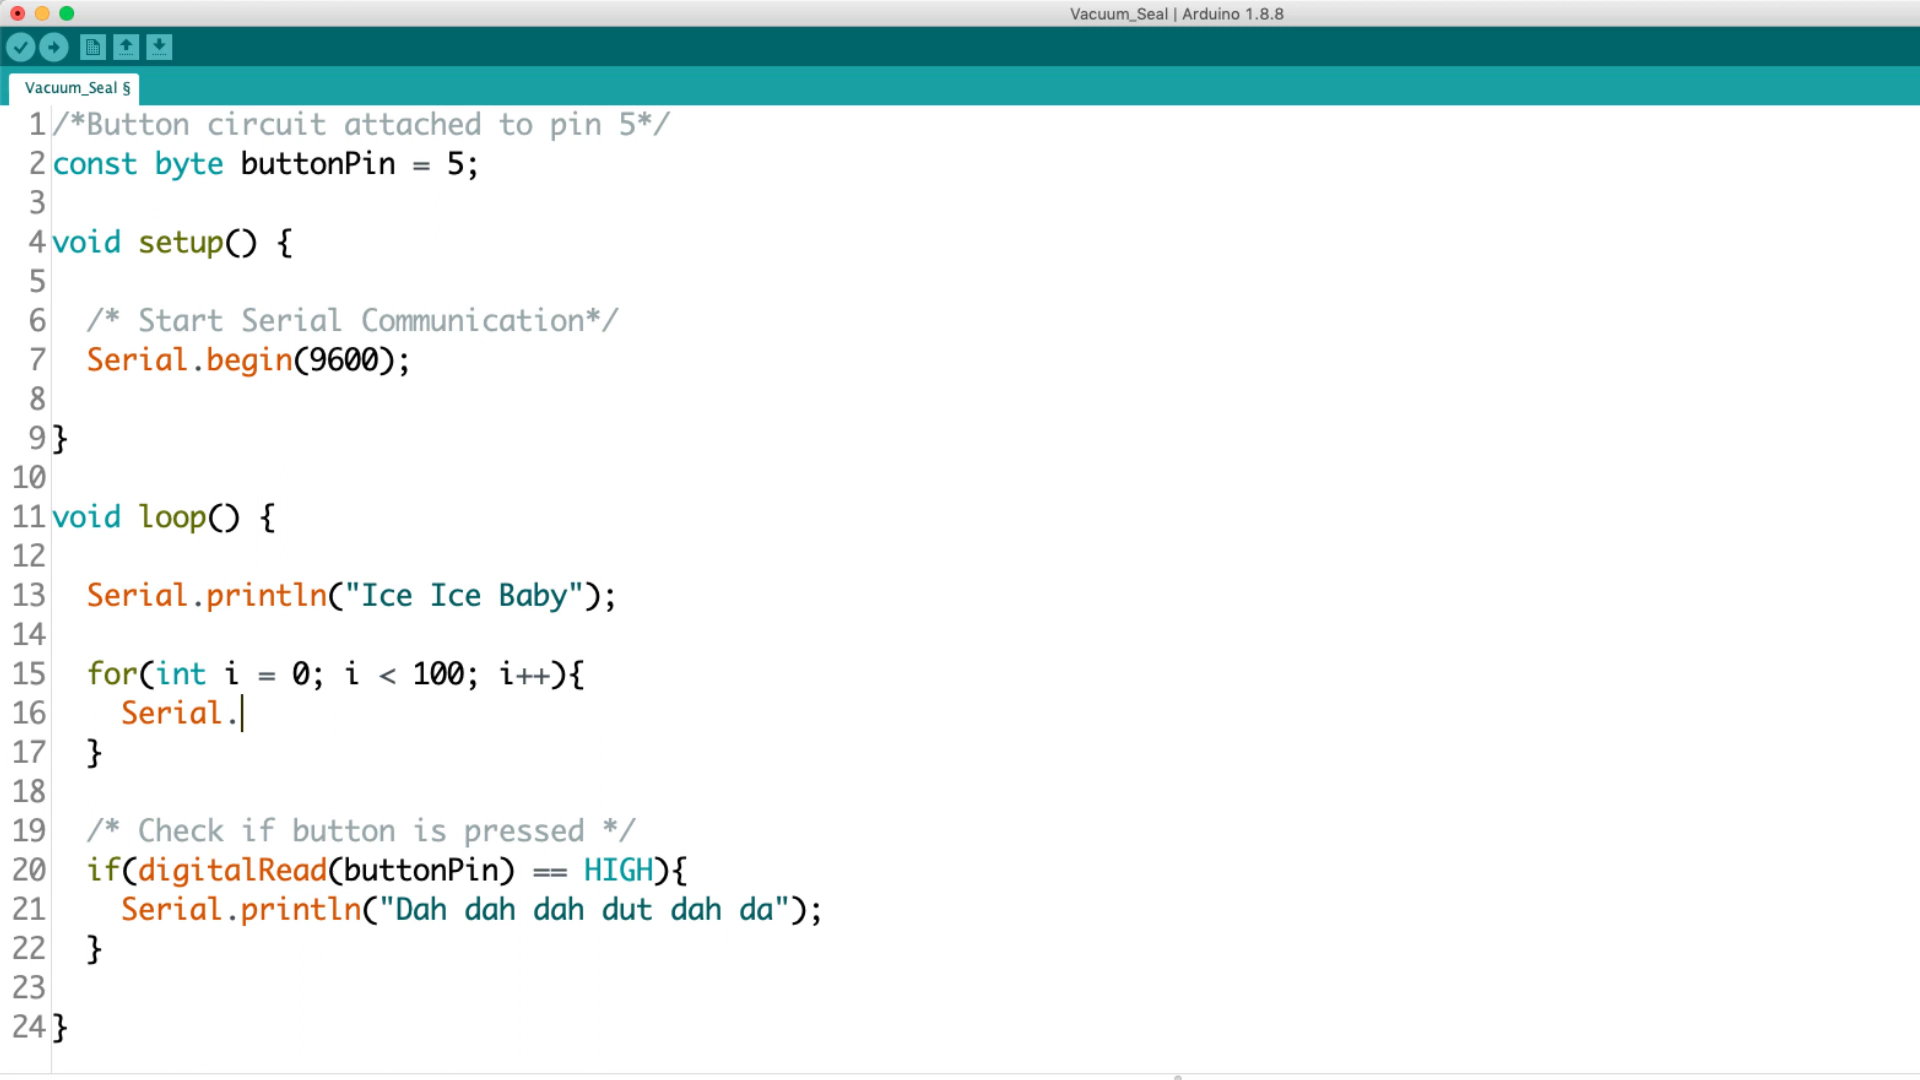 Vacuum_Seal | Arduino 1.8.8
Vacuum_Seal §
1 /*Button circuit attached to pin 5*/
2 const byte buttonPin = 5;
3
4 void setup() {
5
6   /* Start Serial Communication*/
7   Serial.begin(9600);
8
9 }
10
11 void loop() {
12
13   Serial.println("Ice Ice Baby");
14
15   for(int i = 0; i < 100; i++){
16     Serial.
17   }
18
19   /* Check if button is pressed */
20   if(digitalRead(buttonPin) == HIGH){
21     Serial.println("Dah dah dah dut dah da");
22   }
23
24 }